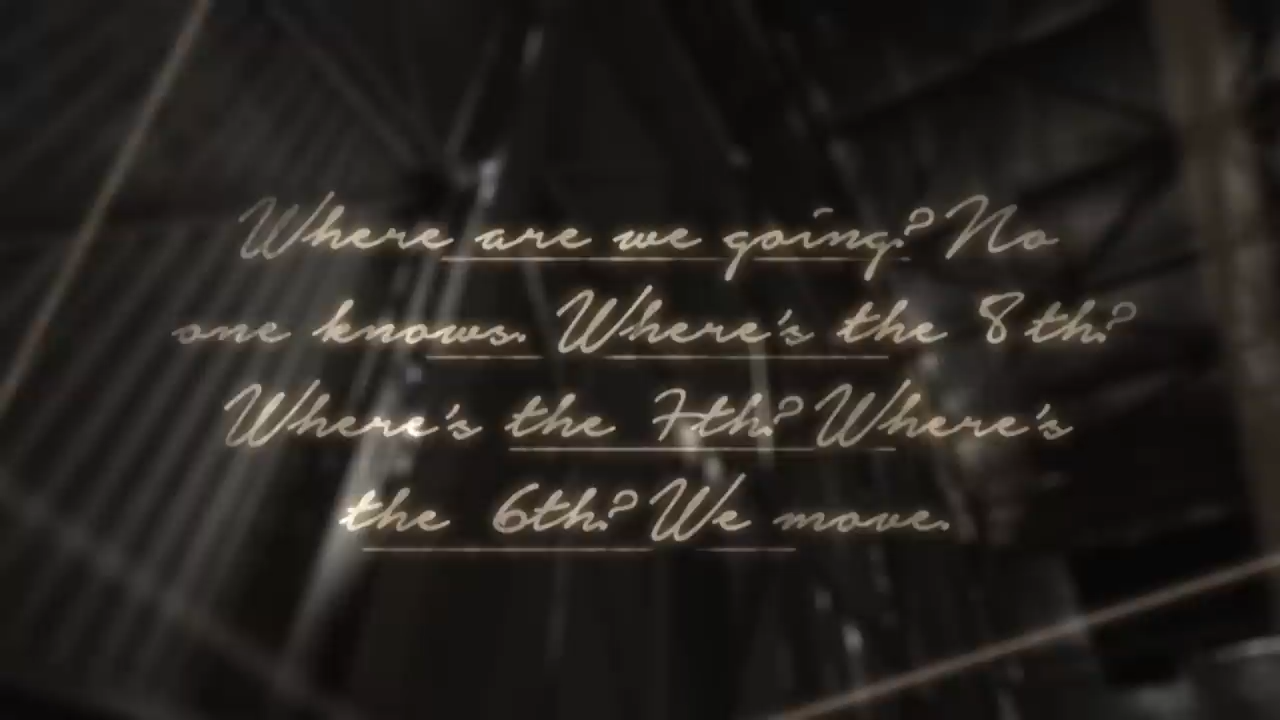 Where are we going? No
one knows. Where's the 8th?
Where's the 7th? Where's
the 6th? We move.